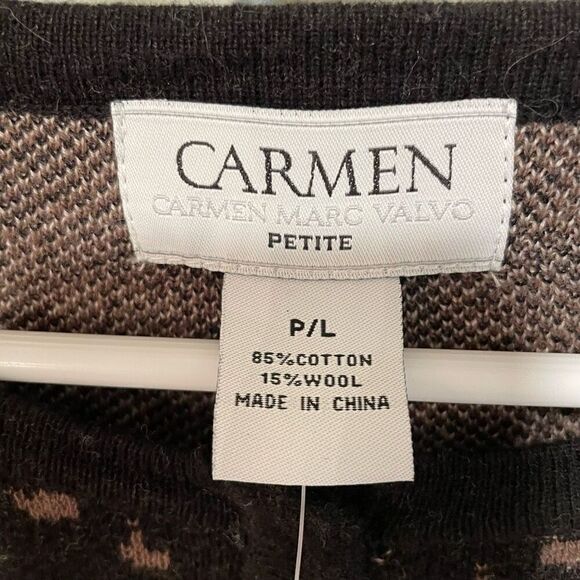 CARMEN
CARMEN MARC VALVO
PETITE
P/L
85%COTTON
15%WOOL
MADE IN CHINA